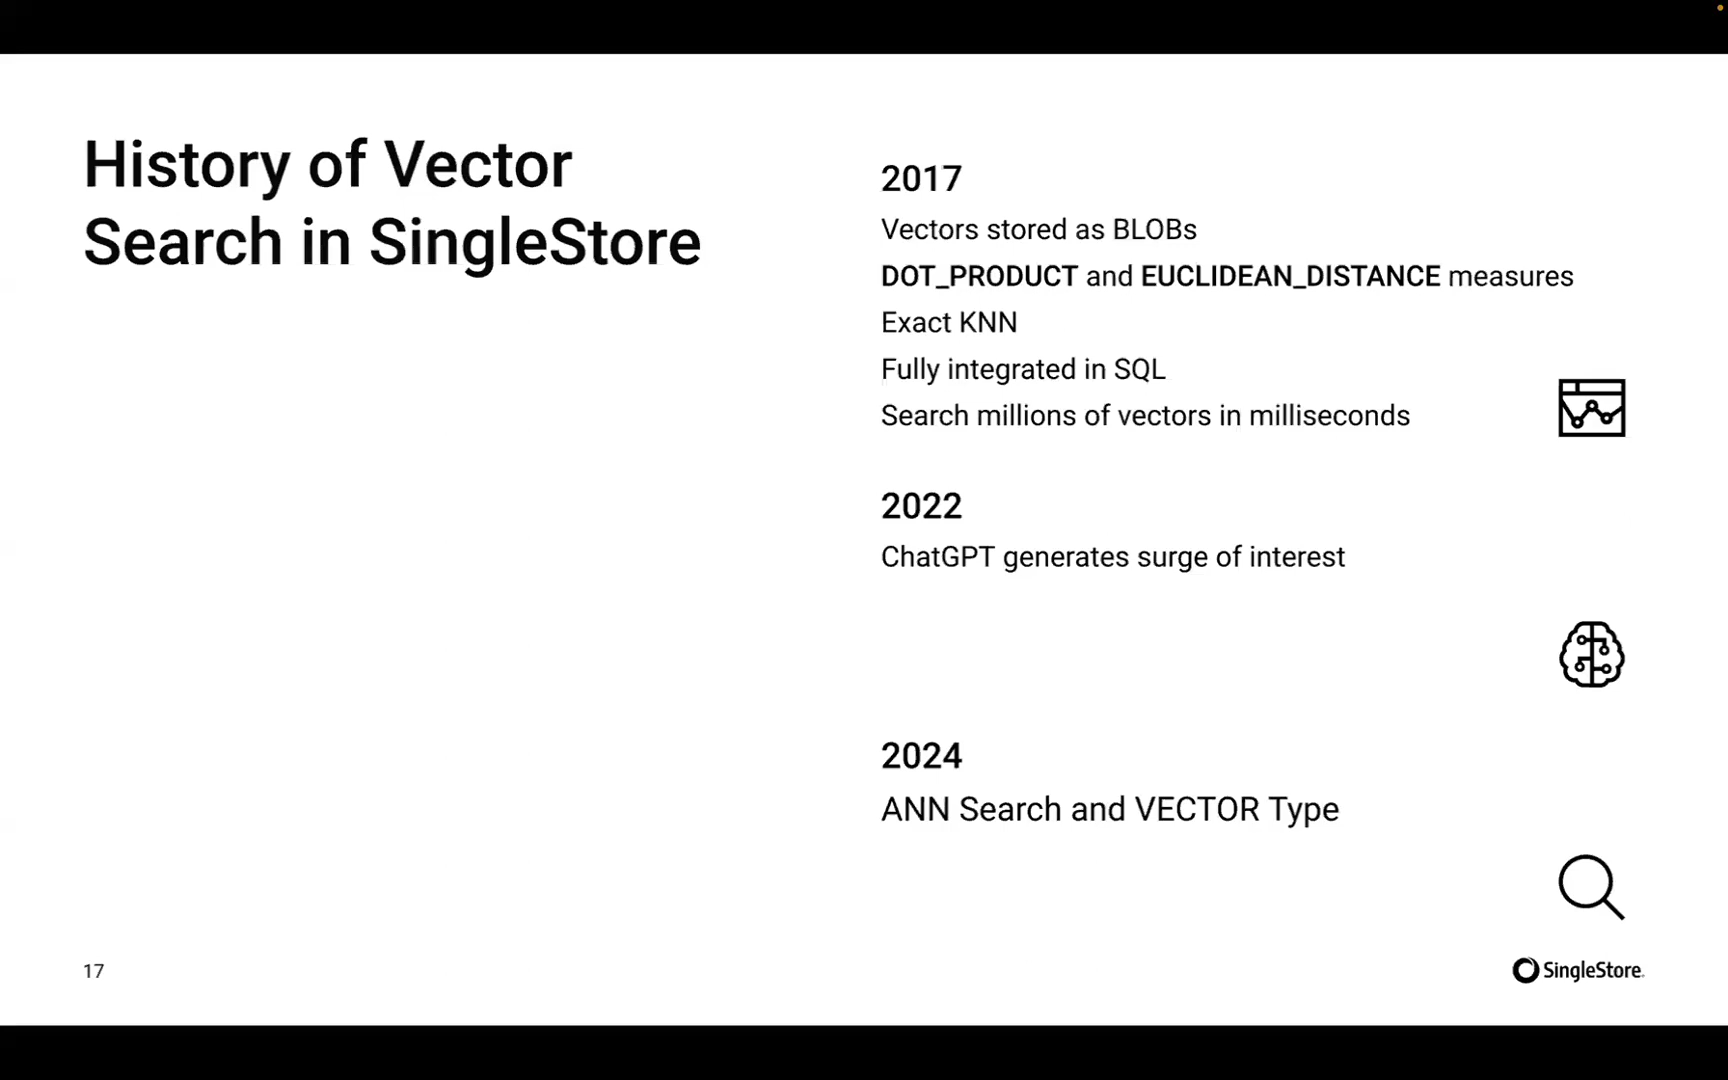 History of Vector
Search in SingleStore
2017
Vectors stored as BLOBs
DOT_PRODUCT and EUCLIDEAN_DISTANCE measures
Exact KNN
Fully integrated in SQL
Search millions of vectors in milliseconds
2022
ChatGPT generates surge of interest
2024
ANN Search and VECTOR Type
17
SingleStore